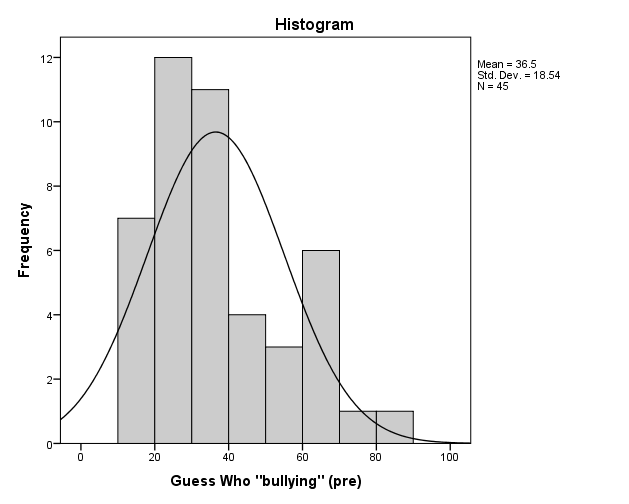 Histogram
Mean = 36.5
Std. Dev. = 18.54
N = 45
12
10
8
6
4
2
0
Frequency
0 20 40 60 80 100
Guess Who "bullying" (pre)